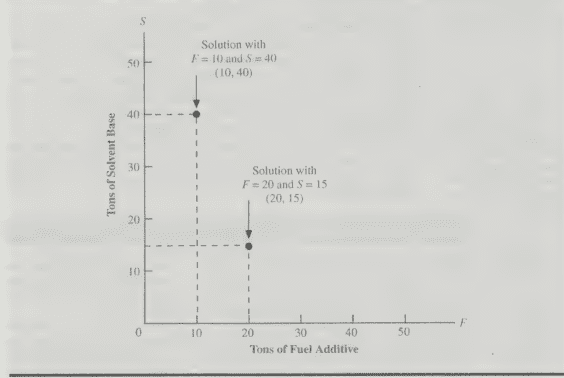 S
Solution with
F = 10 and S = 40
(10, 40)
50
40
30
20
10
Tons of Solvent Base
Solution with
F = 20 and S = 15
(20, 15)
0 10 20 30 40 50 F
Tons of Fuel Additive